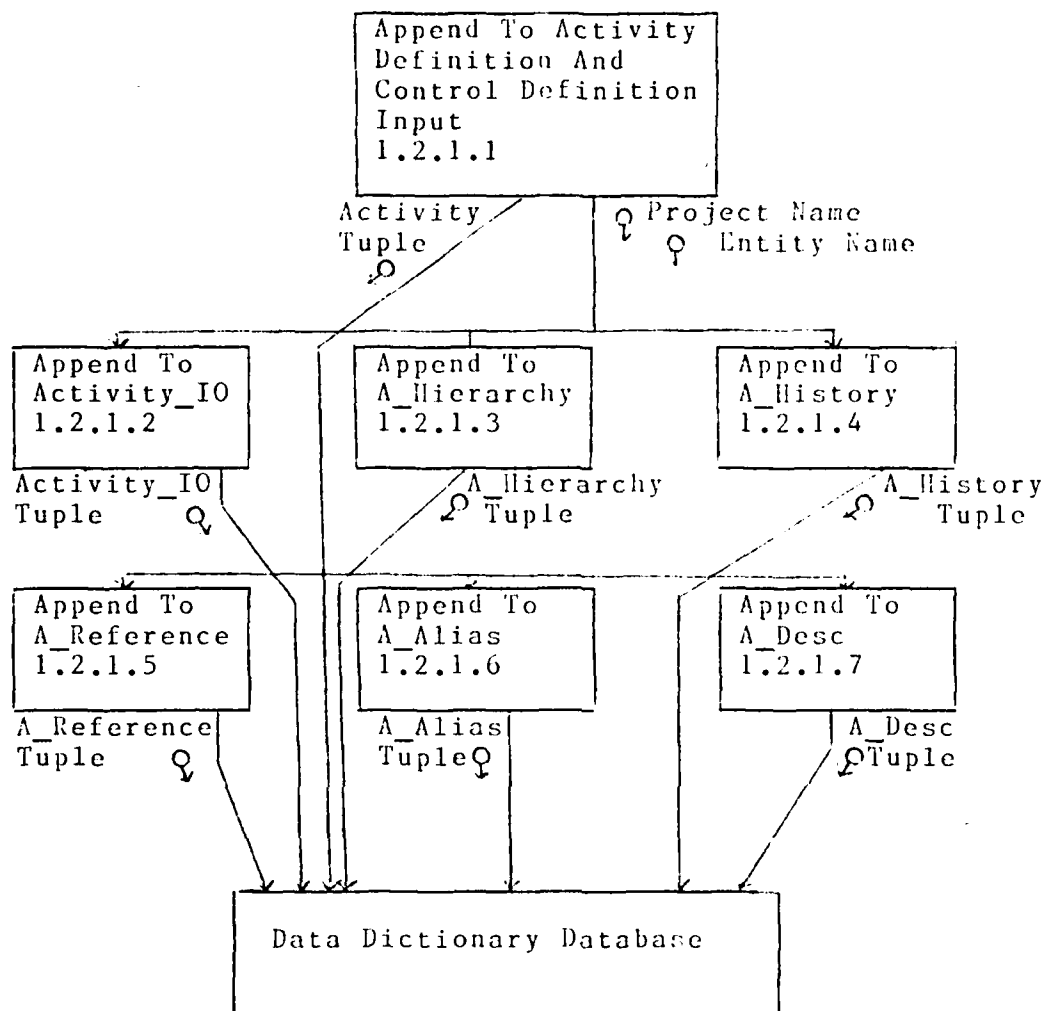 Append To Activity
Definition And
Control Definition
Input
1.2.1.1
Activity
Tuple
Project Name
Entity Name
Append To
Activity_IO
1.2.1.2
Append To
A_Hierarchy
1.2.1.3
Append To
A_History
1.2.1.4
Activity_IO
Tuple
A_Hierarchy
Tuple
A_History
Tuple
Append To
A_Reference
1.2.1.5
Append To
A_Alias
1.2.1.6
Append To
A_Desc
1.2.1.7
A_Reference
Tuple
A_Alias
Tuple
A_Desc
Tuple
Data Dictionary Database